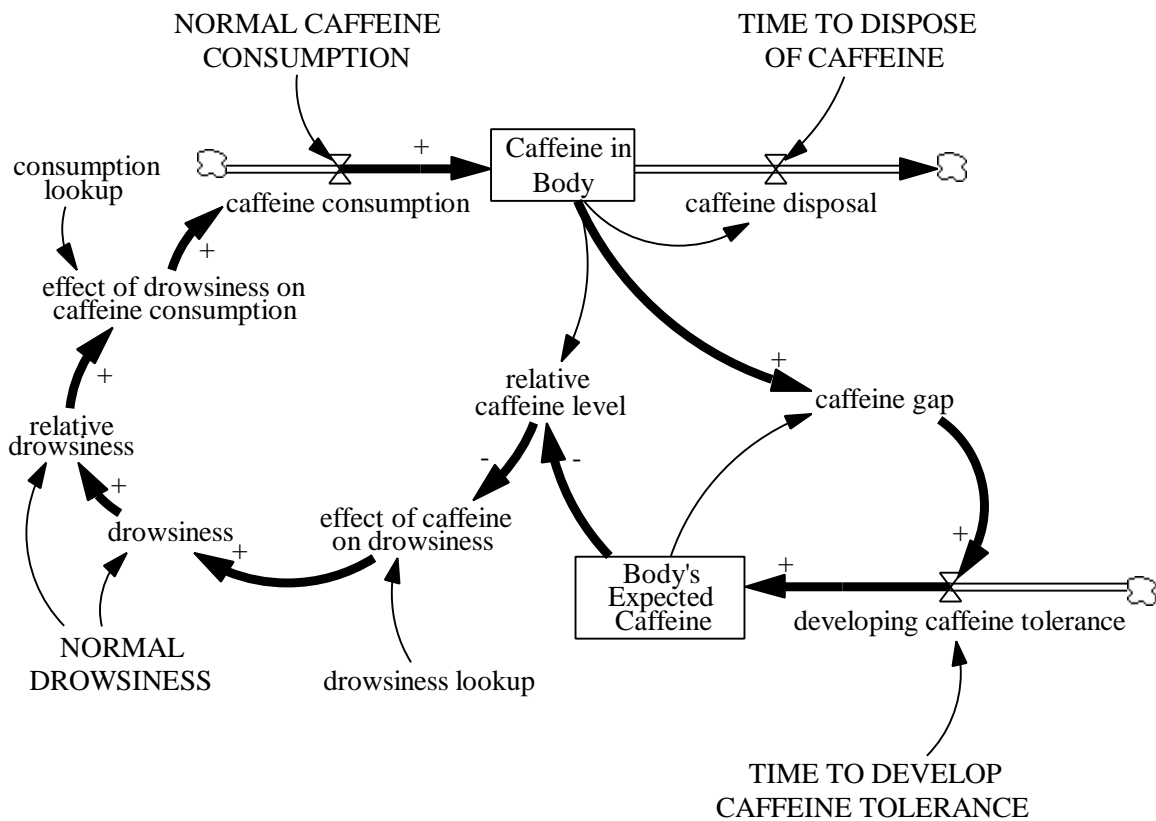 NORMAL CAFFEINE
CONSUMPTION
TIME TO DISPOSE
OF CAFFEINE
+
Caffeine in
Body
consumption
lookup
caffeine consumption
caffeine disposal
+
effect of drowsiness on
caffeine consumption
+
+
relative
caffeine level
caffeine gap
relative
drowsiness
-
-
+
effect of caffeine
on drowsiness
drowsiness
+
+
+
Body's
Expected
Caffeine
developing caffeine tolerance
NORMAL
DROWSINESS
drowsiness lookup
TIME TO DEVELOP
CAFFEINE TOLERANCE